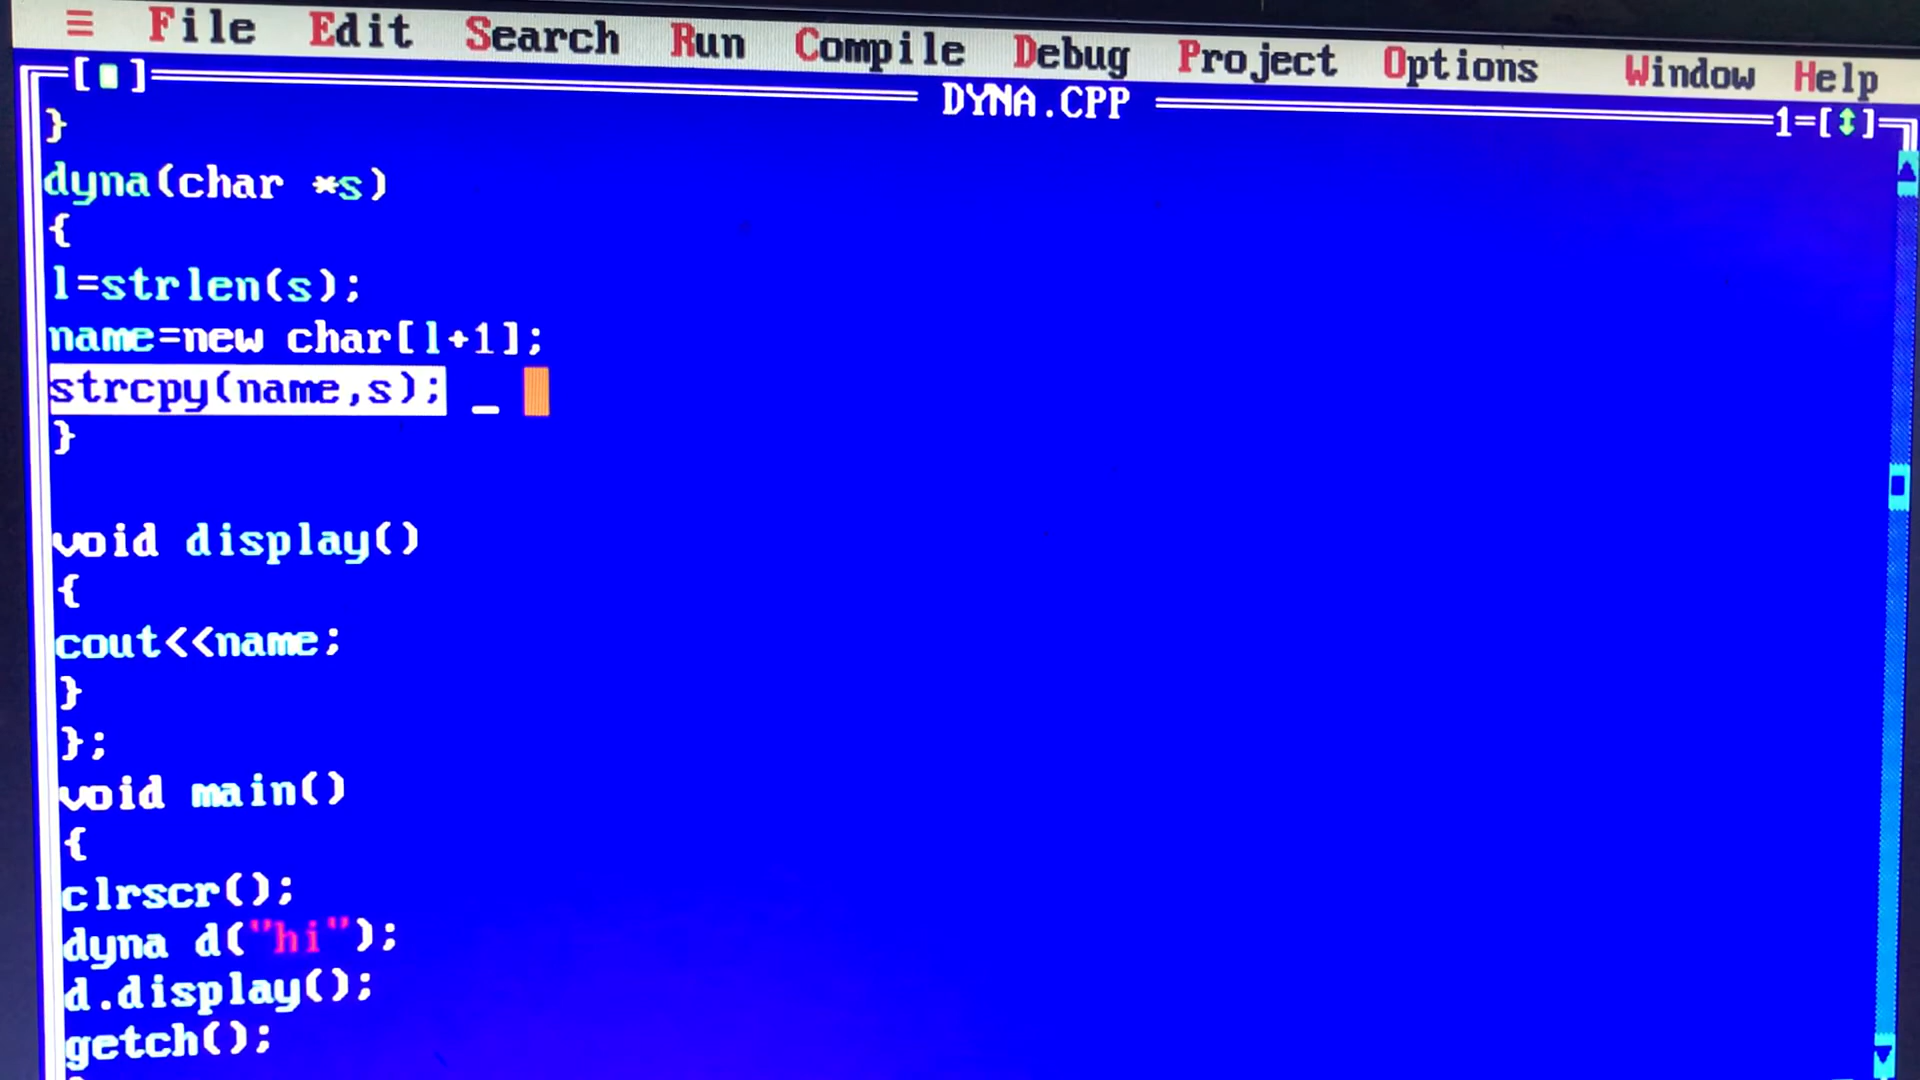 ≡ File Edit Search Run Compile Debug Project Options Window Help
[■] DYNA.CPP 1=[↕]
}
dyna(char *s)
{
l=strlen(s);
name=new char[l+1];
strcpy(name,s); _
}
void display()
{
cout<<name;
}
};
void main()
{
clrscr();
dyna d("hi");
d.display();
getch();